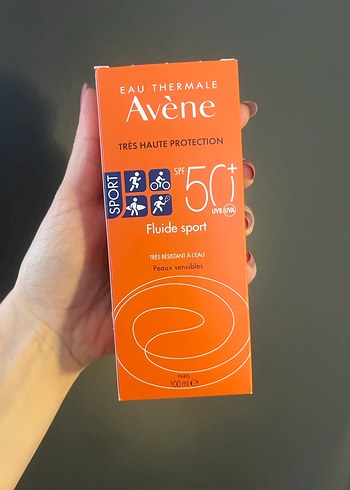 EAU THERMALE
Avène
TRÈS HAUTE PROTECTION
SPORT
SPF 50+
UVB UVA
Fluide sport
TRÈS RÉSISTANT À L'EAU
Peaux sensibles
PARIS
100 ml ℮